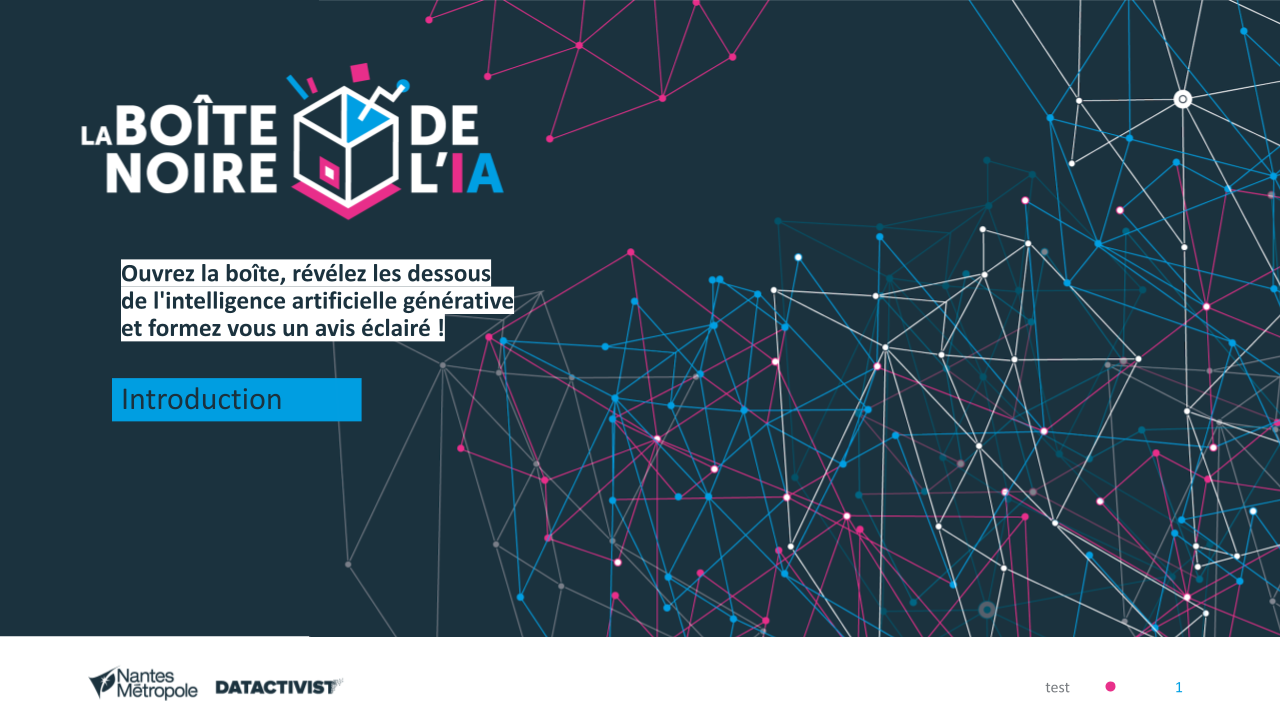 LA BOÎTE DE
NOIRE L'IA
Ouvrez la boîte, révélez les dessous
de l'intelligence artificielle générative
et formez vous un avis éclairé !
Introduction
Nantes
Métropole
DATACTIVIST
test
1